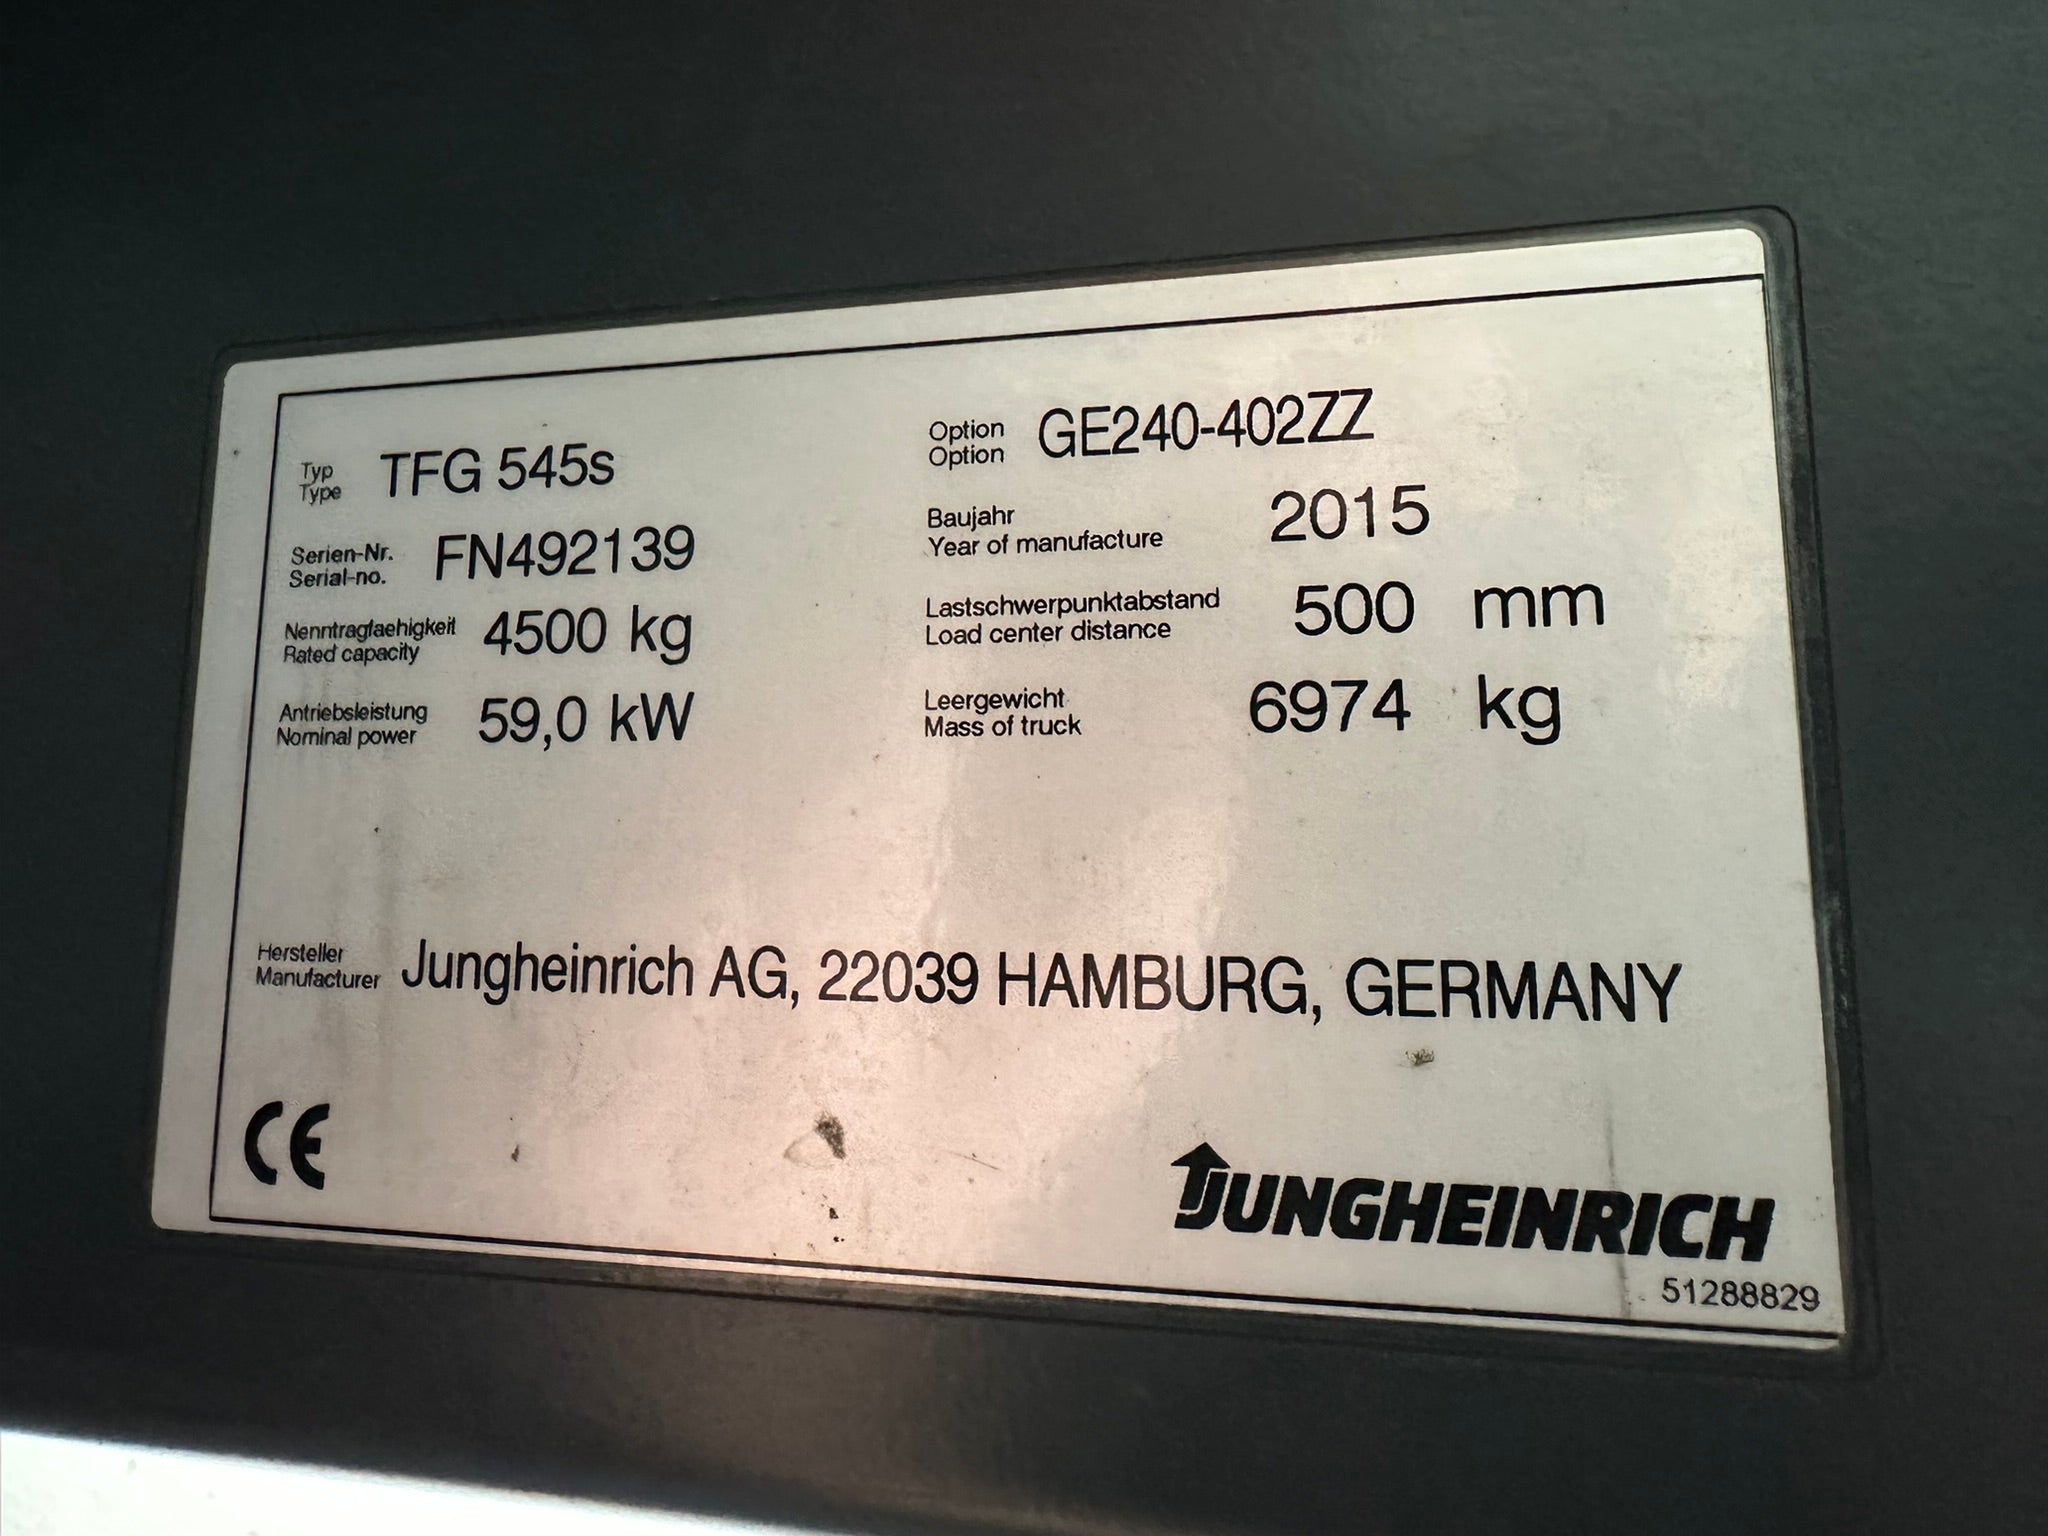 Typ
Type
TFG 545s
Option
Option
GE240-402ZZ
Serien-Nr.
Serial-no.
FN492139
Baujahr
Year of manufacture
2015
Nenntragfaehigkeit
Rated capacity
4500 kg
Lastschwerpunktabstand
Load center distance
500 mm
Antriebsleistung
Nominal power
59,0 kW
Leergewicht
Mass of truck
6974 kg
Hersteller
Manufacturer
Jungheinrich AG, 22039 HAMBURG, GERMANY
CE
JUNGHEINRICH
51288829